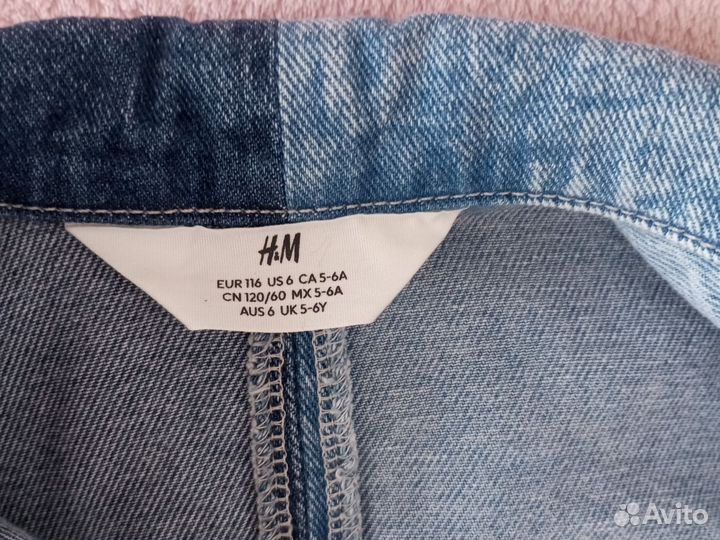 H&M
EUR 116 US 6 CA 5-6A
CN 120/60 MX 5-6A
AUS 6 UK 5-6Y
Avito